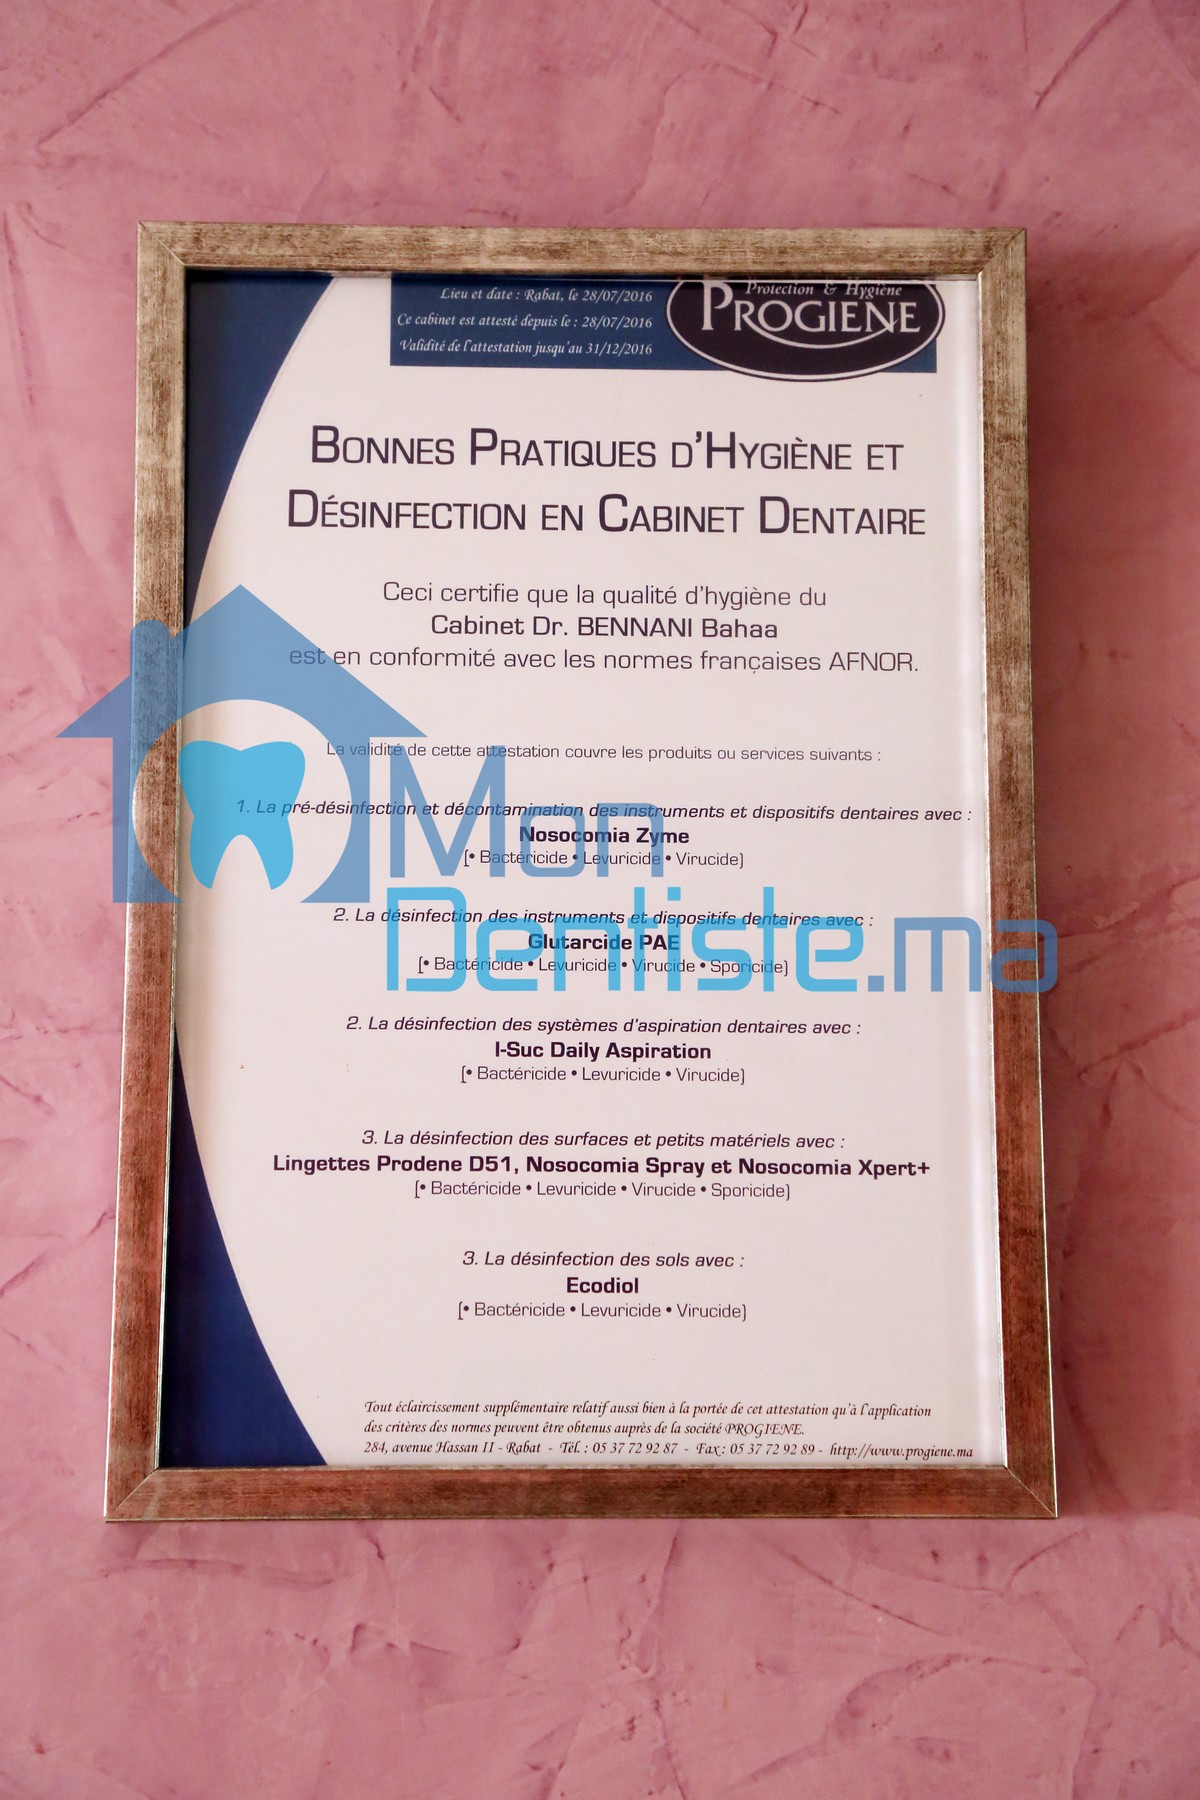 Lieu et date : Rabat, le 28/07/2016
Ce cabinet est attesté depuis le : 28/07/2016
Validité de l'attestation jusqu'au 31/12/2016
Protection & Hygiène
PROGIENE
BONNES PRATIQUES D'HYGIÈNE ET
DÉSINFECTION EN CABINET DENTAIRE
Ceci certifie que la qualité d'hygiène du
Cabinet Dr. BENNANI Bahaa
est en conformité avec les normes françaises AFNOR.
La validité de cette attestation couvre les produits ou services suivants :
1. La pré-désinfection et décontamination des instruments et dispositifs dentaires avec :
Nosocomia Zyme
(• Bactéricide • Levuricide • Virucide)
2. La désinfection des instruments et dispositifs dentaires avec :
Glutarcide PAE
(• Bactéricide • Levuricide • Virucide • Sporicide)
2. La désinfection des systèmes d'aspiration dentaires avec :
I-Suc Daily Aspiration
(• Bactéricide • Levuricide • Virucide)
3. La désinfection des surfaces et petits matériels avec :
Lingettes Prodene D51, Nosocomia Spray et Nosocomia Xpert+
(• Bactéricide • Levuricide • Virucide • Sporicide)
3. La désinfection des sols avec :
Ecodiol
(• Bactéricide • Levuricide • Virucide)
Tout éclaircissement supplémentaire relatif aussi bien à la portée de cet attestation qu'à l'application
des critères des normes peuvent être obtenus auprès de la société PROGIENE.
284, avenue Hassan II - Rabat - Tél. : 05 37 72 92 87 - Fax : 05 37 72 92 89 - http://www.progiene.ma
Mon
Dentiste.ma